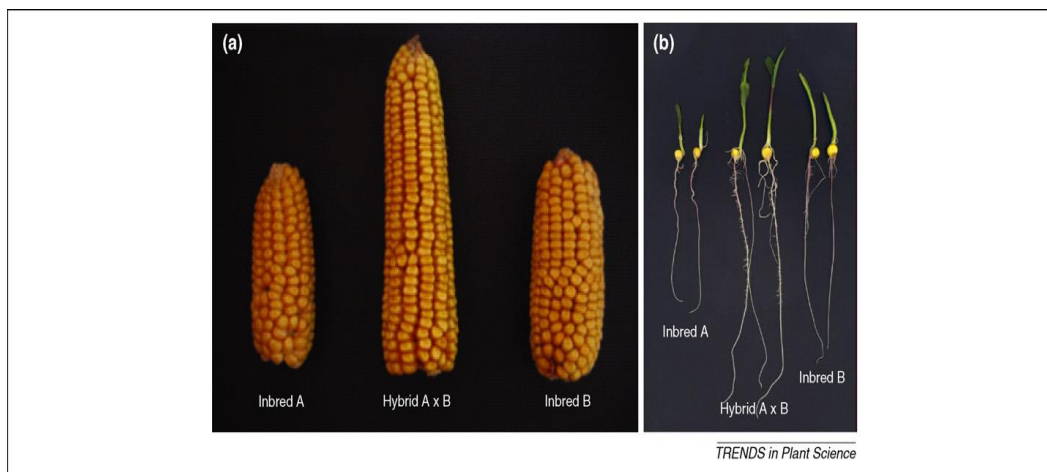 (a)
Inbred A
Hybrid A x B
Inbred B
(b)
Inbred A
Inbred B
Hybrid A x B
TRENDS in Plant Science